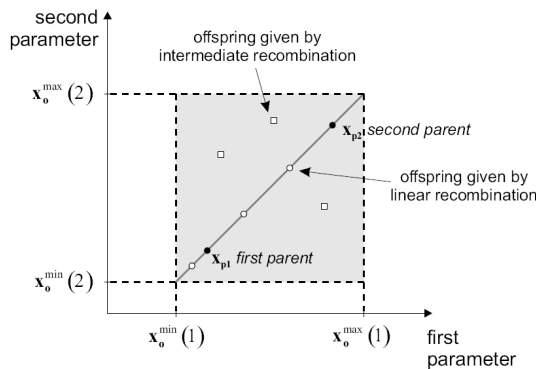 second
parameter
offspring given by
intermediate recombination
x_o^max (2)
x_p2 second parent
offspring given by
linear recombination
x_p1 first parent
x_o^min (2)
x_o^min (1)
x_o^max (1)
first
parameter